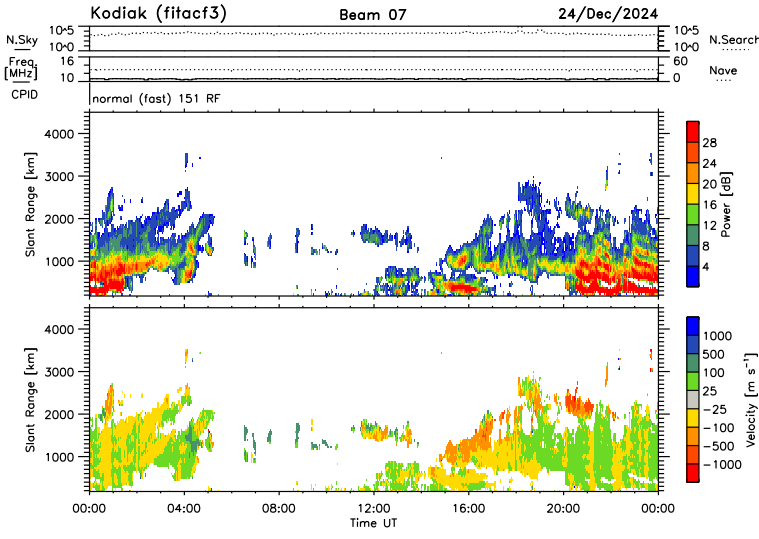 Kodiak (fitacf3) Beam 07 24/Dec/2024
N.Sky 10^5 10^5 N.Search
10^0 10^0
Freq. 16 60
[MHz] 10 0 Nave
CPID normal (fast) 151 RF
Slant Range [km] 4000 3000 2000 1000
28 24 20 16 12 8 4 Power [dB]
Slant Range [km] 4000 3000 2000 1000
1000 500 100 25 −25 −100 −500 −1000 Velocity [m s⁻¹]
00:00 04:00 08:00 12:00 16:00 20:00 00:00
Time UT